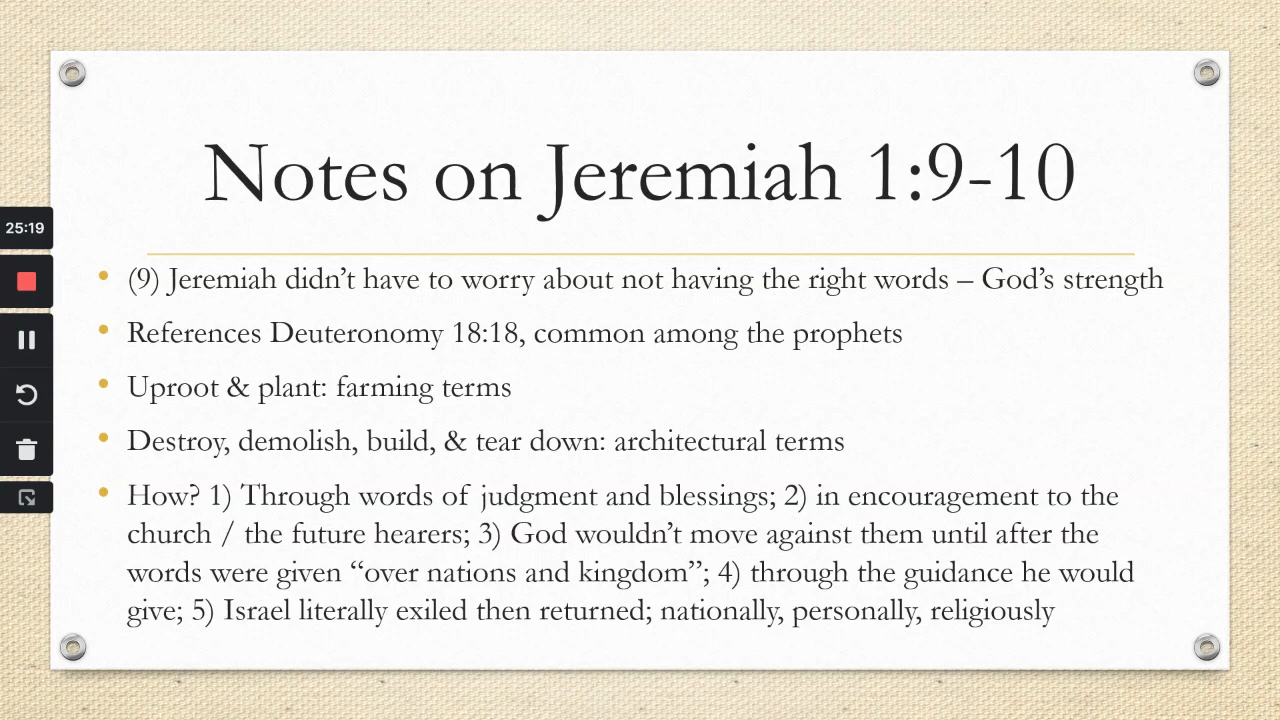 Notes on Jeremiah 1:9-10
25:19
• (9) Jeremiah didn’t have to worry about not having the right words – God’s strength
• References Deuteronomy 18:18, common among the prophets
• Uproot & plant: farming terms
• Destroy, demolish, build, & tear down: architectural terms
• How? 1) Through words of judgment and blessings; 2) in encouragement to the
church / the future hearers; 3) God wouldn’t move against them until after the
words were given “over nations and kingdom”; 4) through the guidance he would
give; 5) Israel literally exiled then returned; nationally, personally, religiously